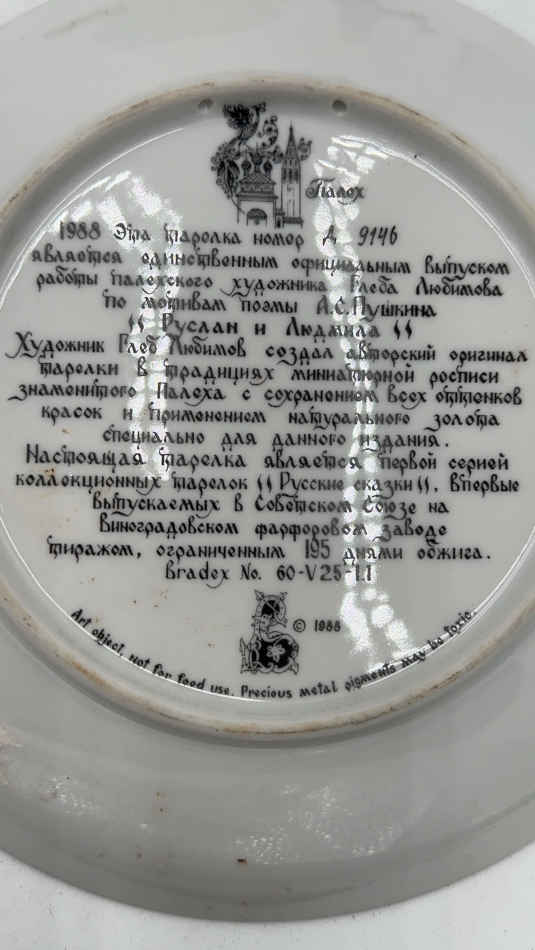 Палех
1988 Эта тарелка номер Д 9146
является единственным официальным выпуском
работы палехского художника Глеба Любимова
по мотивам поэмы А.С.Пушкина
"Руслан и Людмила"
Художник Глеб Любимов создал авторский оригинал
тарелки в традициях миниатюрной росписи
знаменитого Палеха с сохранением всех оттенков
красок и применением натурального золота
специально для данного издания.
Настоящая тарелка является первой серией
коллекционных тарелок "Русские сказки", впервые
выпускаемых в Советском Союзе на
Виноградовском фарфоровом заводе
тиражом, ограниченным 195 днями обжига.
Bradex No. 60-V25-1.1
© 1988
Art object, not for food use. Precious metal pigments may be toxic.